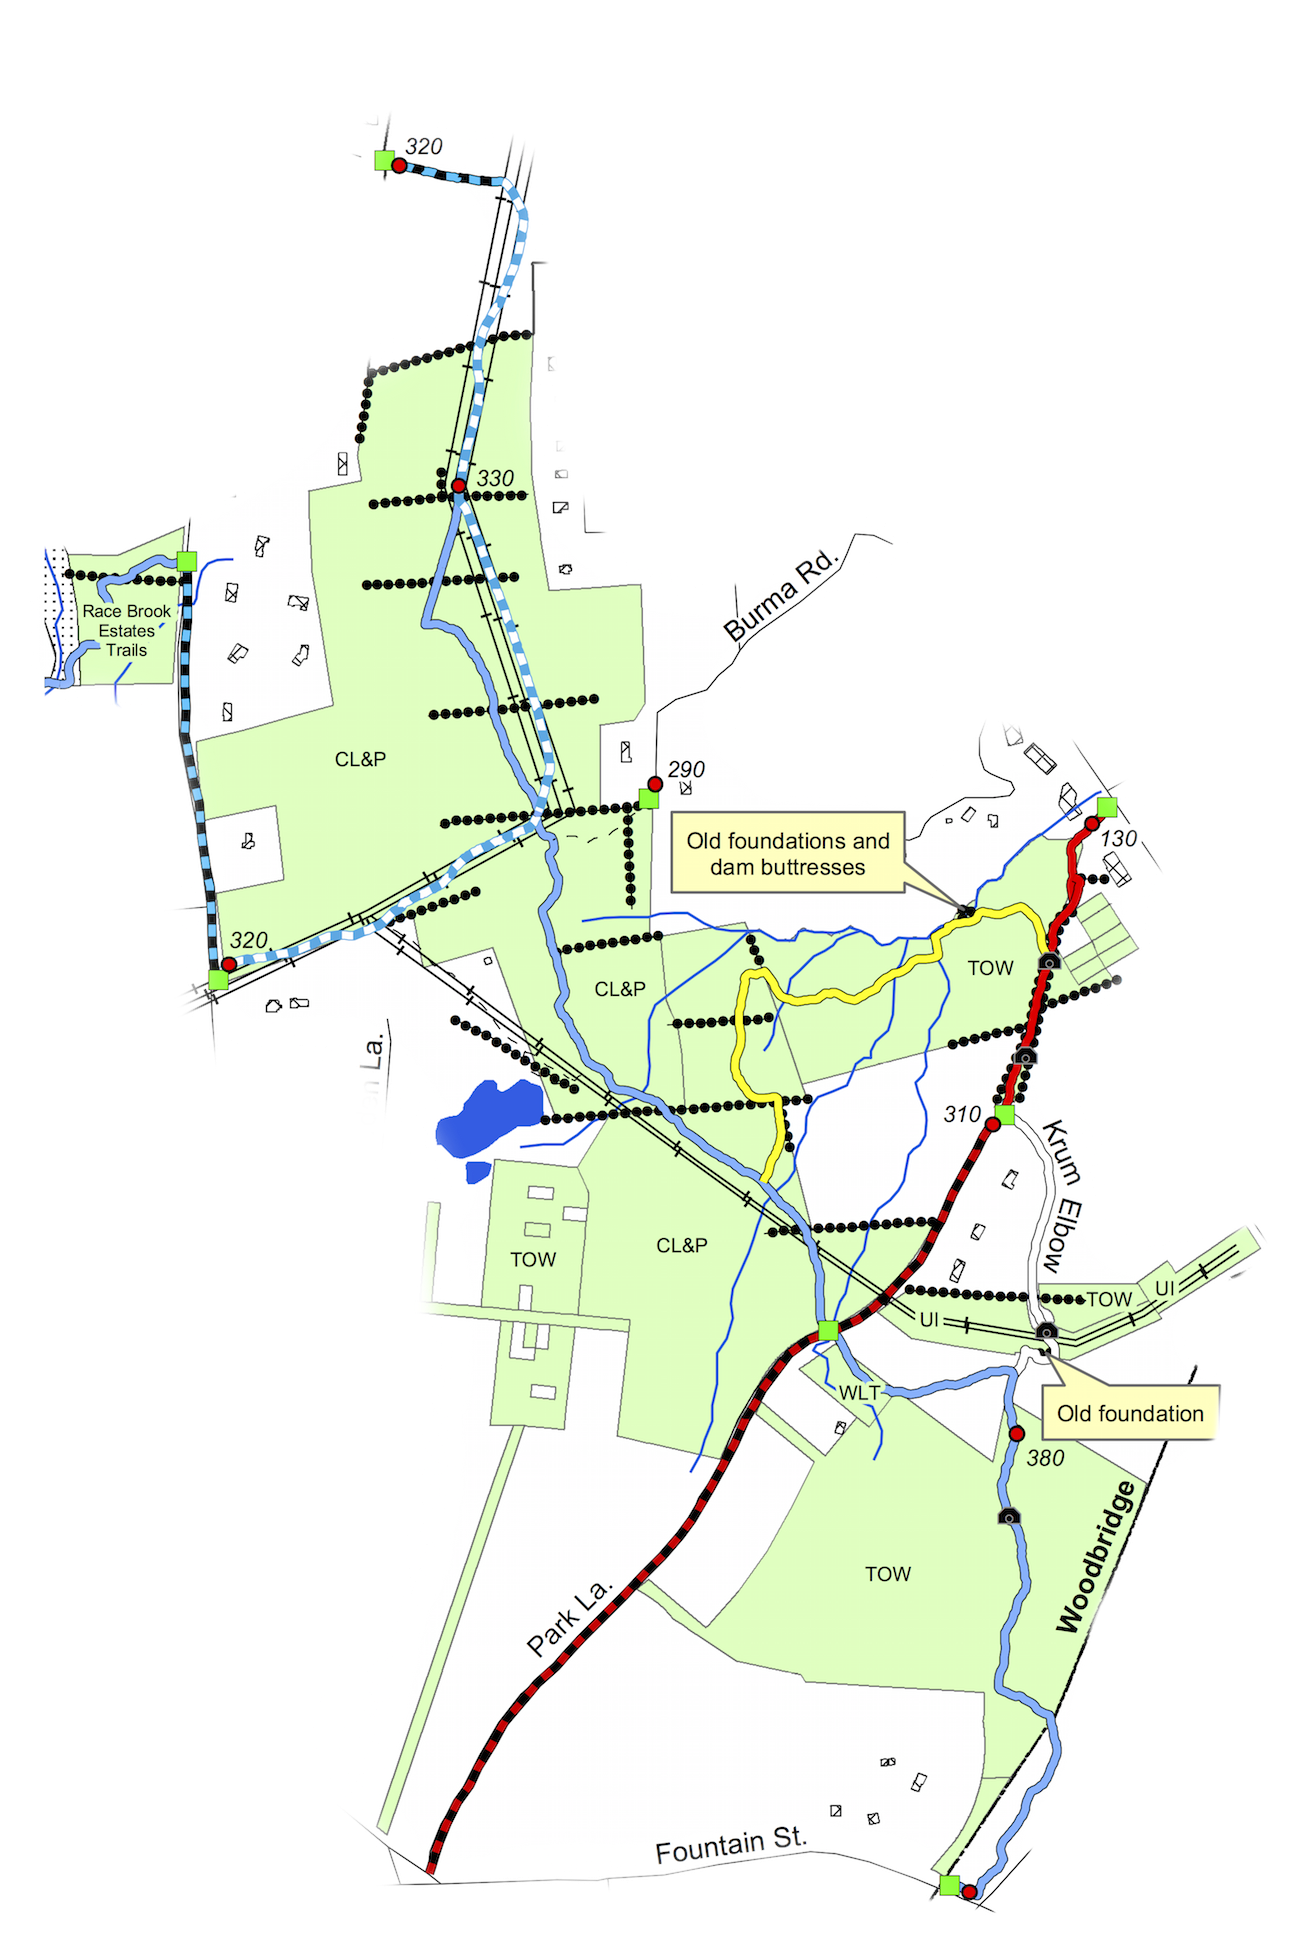 320
330
Burma Rd.
Race Brook
Estates
Trails
CL&P
290
Old foundations and
dam buttresses
130
320
TOW
CL&P
La.
310
Krum Elbow
CL&P
TOW
UI
TOW
UI
WLT
Old foundation
380
Woodbridge
TOW
Park La.
Fountain St.